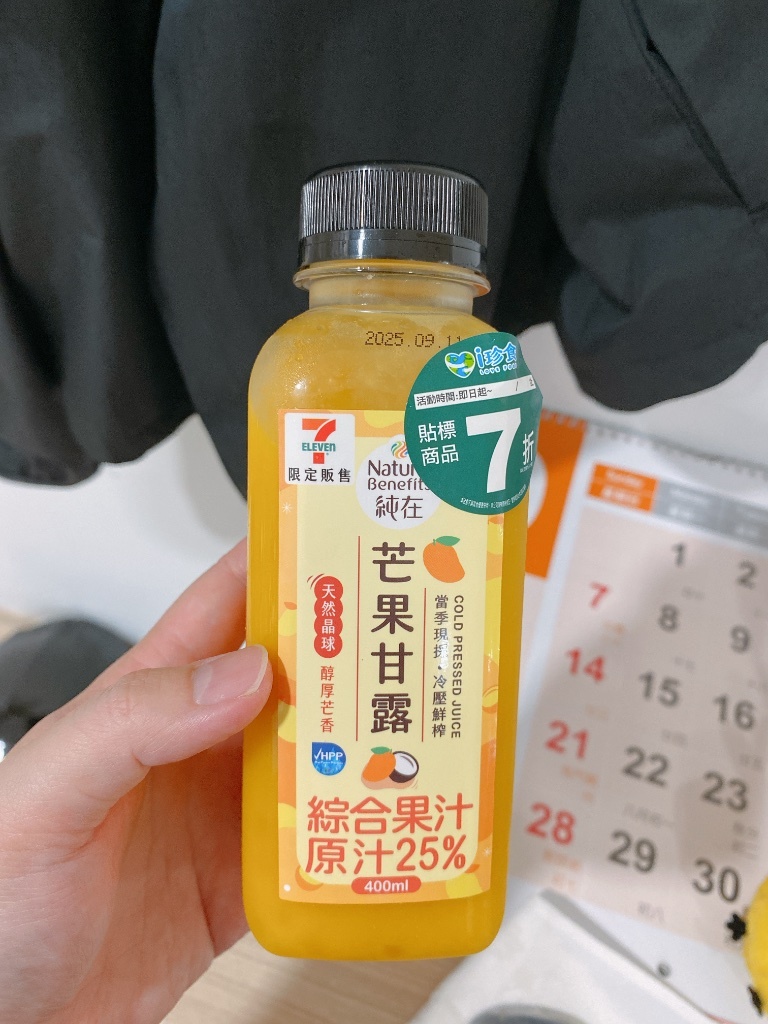 2025.09.11
i珍食
活動時間:即日起~ /
貼標
商品
7折
7
ELEVEN
限定販售
Natur
Benefits
純在
芒果甘露
天然晶球
醇厚芒香
COLD PRESSED JUICE
當季現採·冷壓鮮榨
HPP
綜合果汁
原汁25%
400ml
1 2
7 8 9
14 15 16
21 22 23
28 29 30